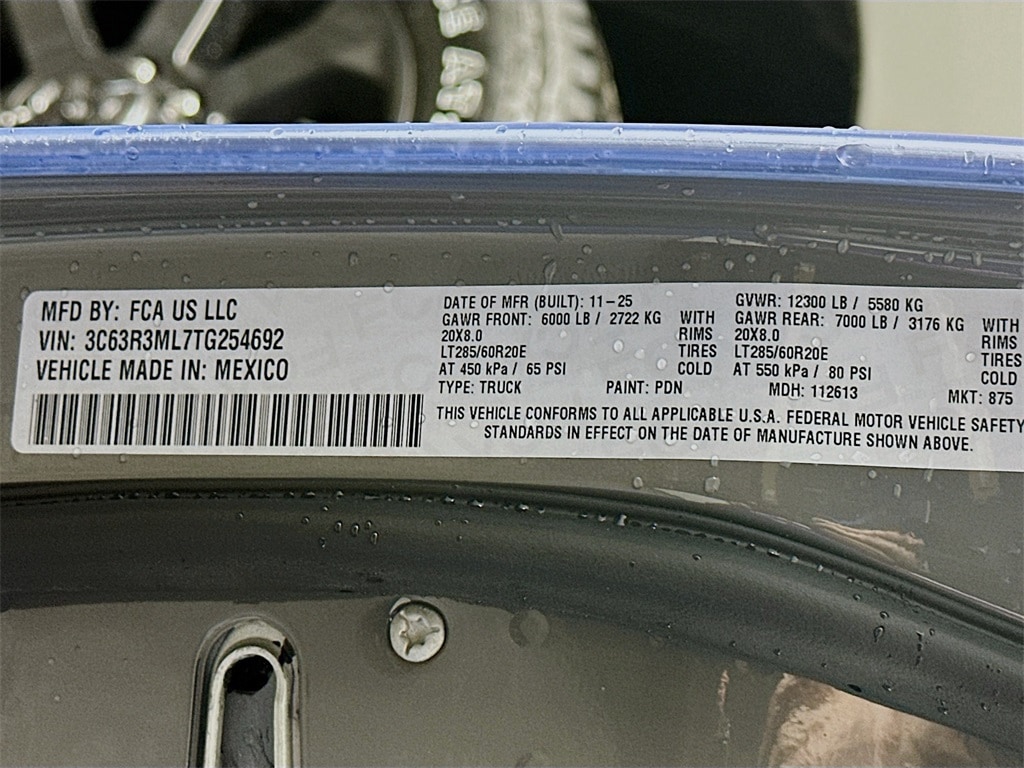 MFD BY: FCA US LLC
VIN: 3C63R3ML7TG254692
VEHICLE MADE IN: MEXICO
DATE OF MFR (BUILT): 11-25
GAWR FRONT: 6000 LB / 2722 KG WITH
20X8.0 RIMS
LT285/60R20E TIRES
AT 450 kPa / 65 PSI COLD
TYPE: TRUCK PAINT: PDN
GVWR: 12300 LB / 5580 KG
GAWR REAR: 7000 LB / 3176 KG WITH
20X8.0 RIMS
LT285/60R20E TIRES
AT 550 kPa / 80 PSI COLD
MDH: 112613 MKT: 875
THIS VEHICLE CONFORMS TO ALL APPLICABLE U.S.A. FEDERAL MOTOR VEHICLE SAFETY
STANDARDS IN EFFECT ON THE DATE OF MANUFACTURE SHOWN ABOVE.